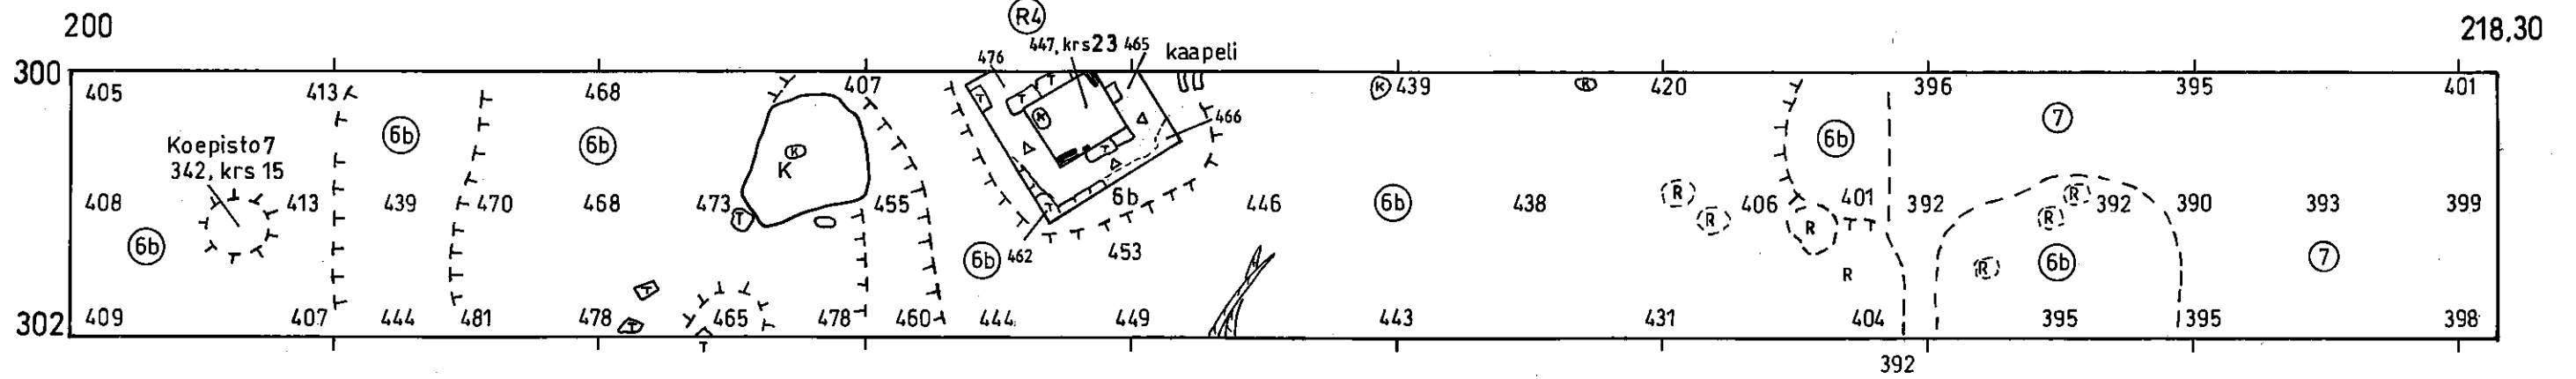 200 R4 218,30
476 447, krs 23 465 kaapeli
300
405 413 468 407 K 439 R 420 396 395 401
6b 6b 466 6b 7
Koepisto 7
342, krs 15
K
K
T T T T
408 413 439 470 468 473 455 6b 446 6b 438 R R 406 401 392 R 392 390 393 399
T R R
6b 6b 462 453 R R 6b 7
T
302 409 407 444 481 478 T 465 478 460 444 449 443 431 404 395 395 398
T
392